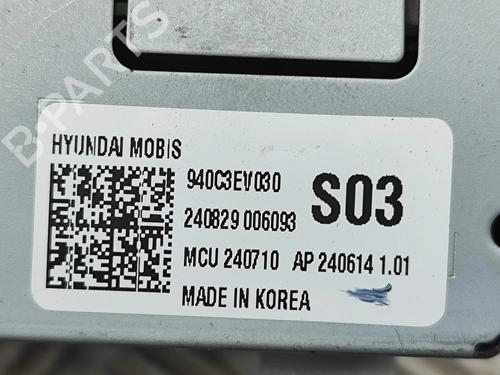 B-PARTS
HYUNDAI MOBIS
940C3EV030
S03
240829 006093
MCU 240710 AP 240614 1.01
MADE IN KOREA